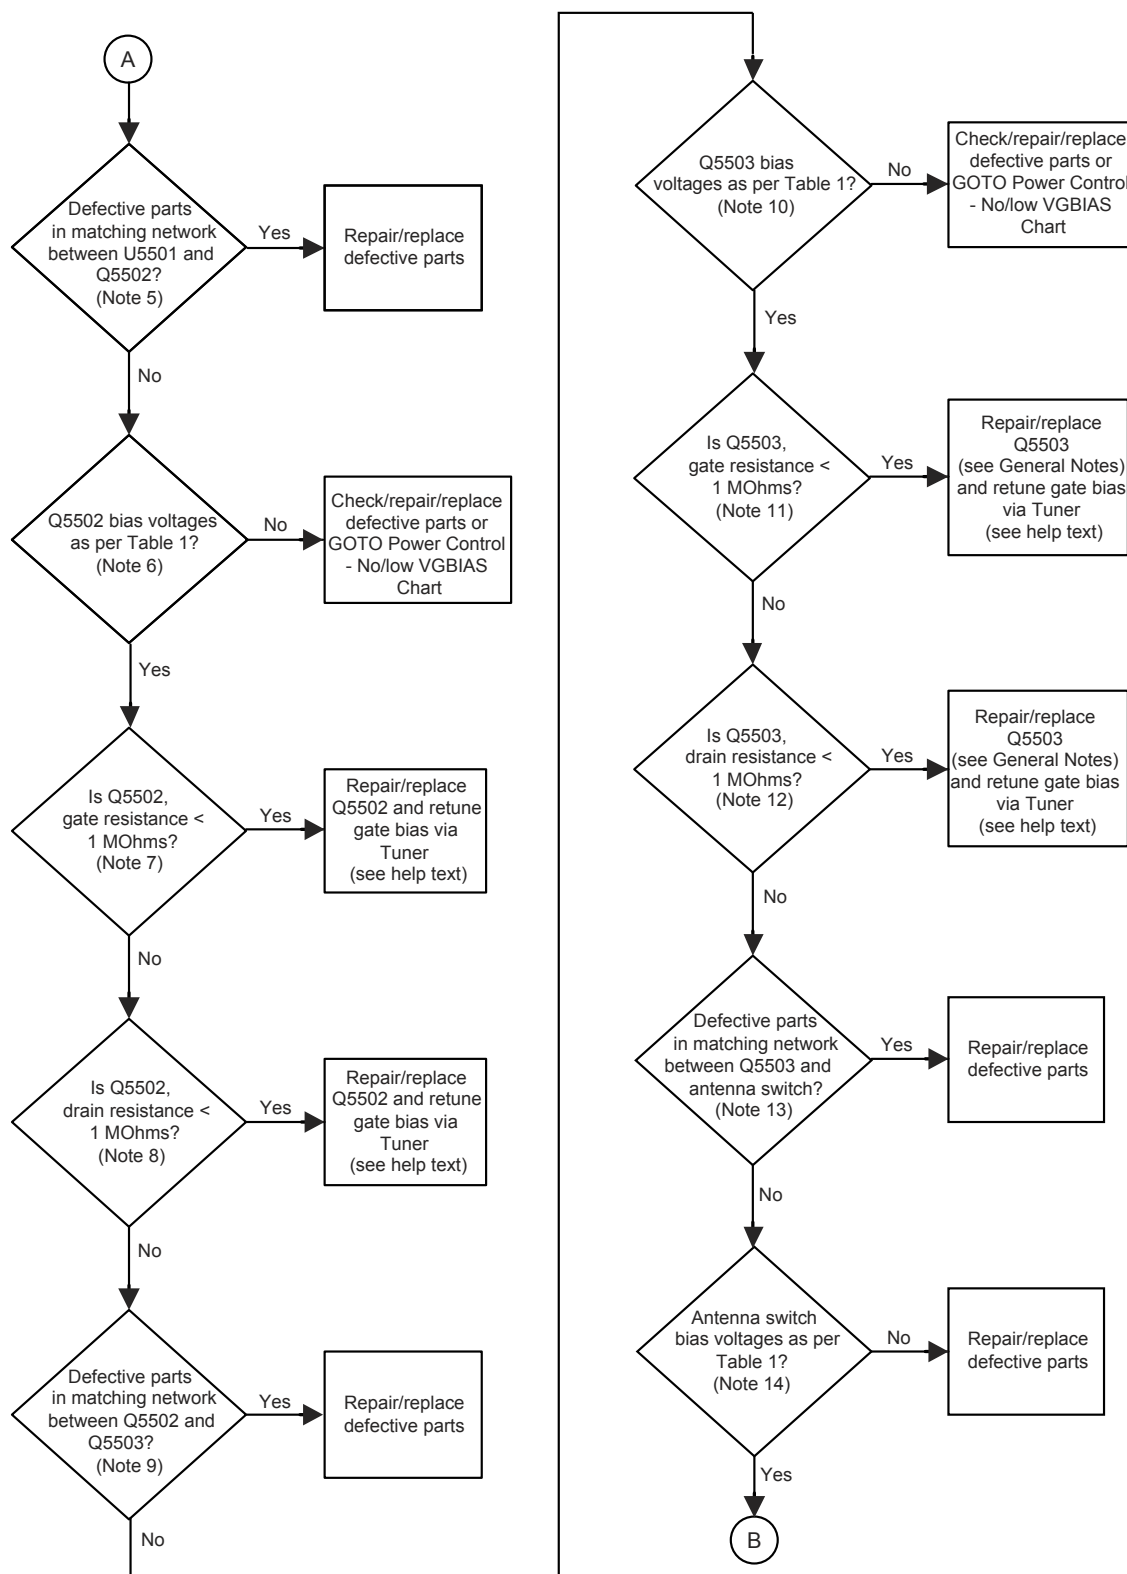 A
Defective parts
in matching network
between U5501 and
Q5502?
(Note 5)
Yes
Repair/replace
defective parts
No
Q5502 bias voltages
as per Table 1?
(Note 6)
No
Check/repair/replace
defective parts or
GOTO Power Control
- No/low VGBIAS
Chart
Yes
Is Q5502,
gate resistance <
1 MOhms?
(Note 7)
Yes
Repair/replace
Q5502 and retune
gate bias via
Tuner
(see help text)
No
Is Q5502,
drain resistance <
1 MOhms?
(Note 8)
Yes
Repair/replace
Q5502 and retune
gate bias via
Tuner
(see help text)
No
Defective parts
in matching network
between Q5502 and
Q5503?
(Note 9)
Yes
Repair/replace
defective parts
No
Q5503 bias
voltages as per Table 1?
(Note 10)
No
Check/repair/replace
defective parts or
GOTO Power Control
- No/low VGBIAS
Chart
Yes
Is Q5503,
gate resistance <
1 MOhms?
(Note 11)
Yes
Repair/replace
Q5503
(see General Notes)
and retune gate bias
via Tuner
(see help text)
No
Is Q5503,
drain resistance <
1 MOhms?
(Note 12)
Yes
Repair/replace
Q5503
(see General Notes)
and retune gate bias
via Tuner
(see help text)
No
Defective parts
in matching network
between Q5503 and
antenna switch?
(Note 13)
Yes
Repair/replace
defective parts
No
Antenna switch
bias voltages as per
Table 1?
(Note 14)
No
Repair/replace
defective parts
Yes
B